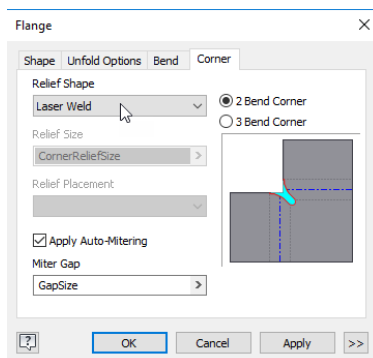 Flange
Shape Unfold Options Bend Corner
Relief Shape
Laser Weld
2 Bend Corner
3 Bend Corner
Relief Size
CornerReliefSize
Relief Placement
Apply Auto-Mitering
Miter Gap
GapSize
OK Cancel Apply >>